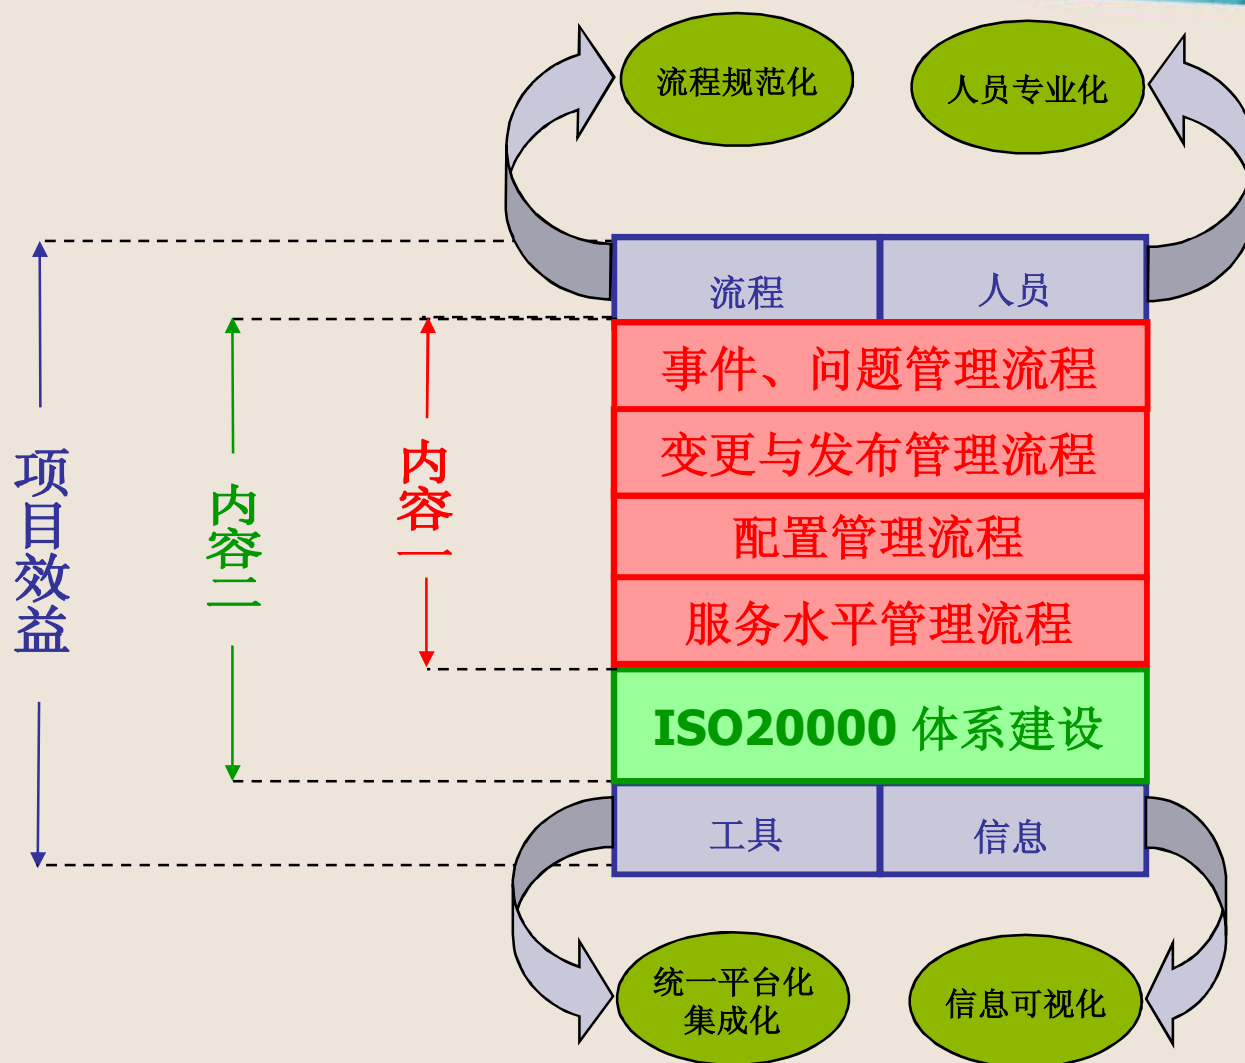 流程规范化
人员专业化
流程
人员
事件、问题管理流程
变更与发布管理流程
配置管理流程
服务水平管理流程
ISO20000 体系建设
工具
信息
项目效益
内容二
内容一
统一平台化
集成化
信息可视化